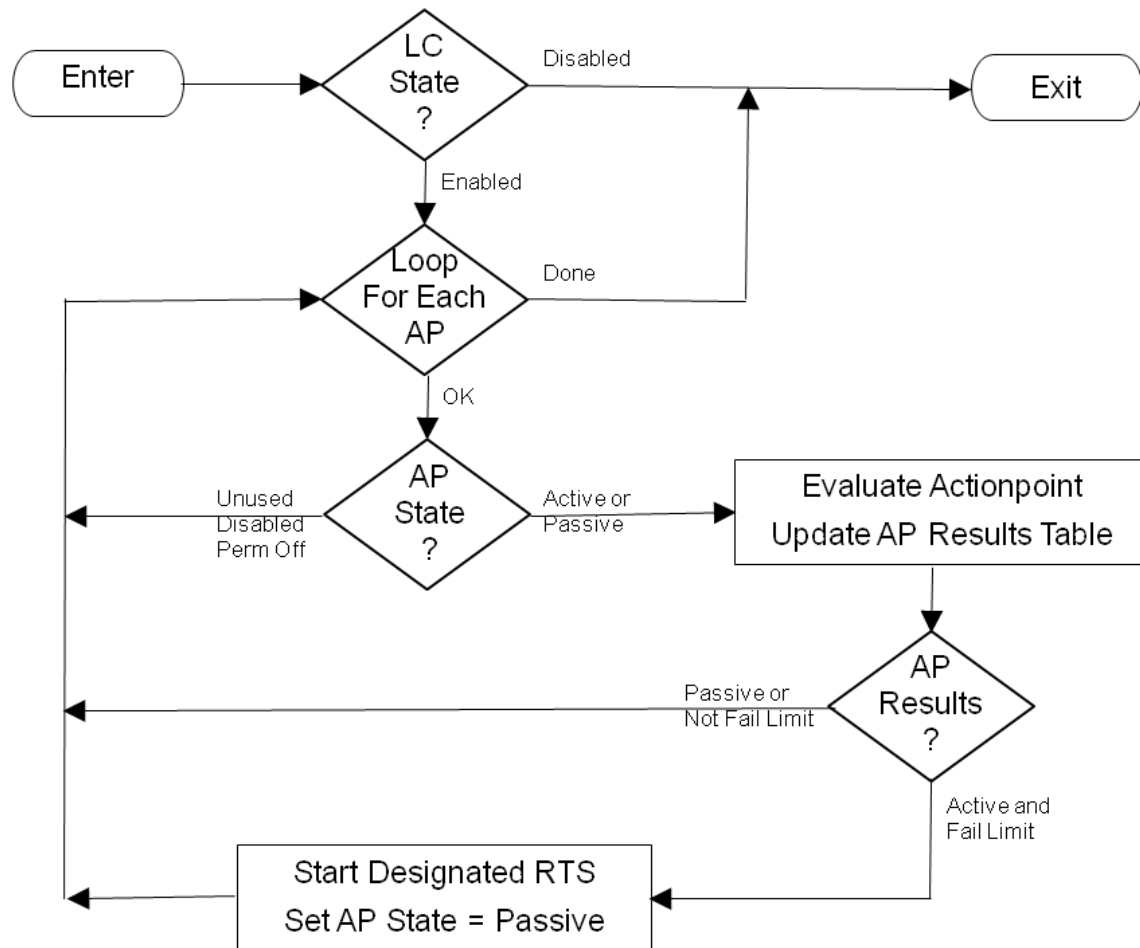 Enter
LC
State
?
Disabled
Exit
Enabled
Loop
For Each
AP
Done
OK
AP
State
?
Unused
Disabled
Perm Off
Active or
Passive
Evaluate Actionpoint
Update AP Results Table
AP
Results
?
Passive or
Not Fail Limit
Active and
Fail Limit
Start Designated RTS
Set AP State = Passive